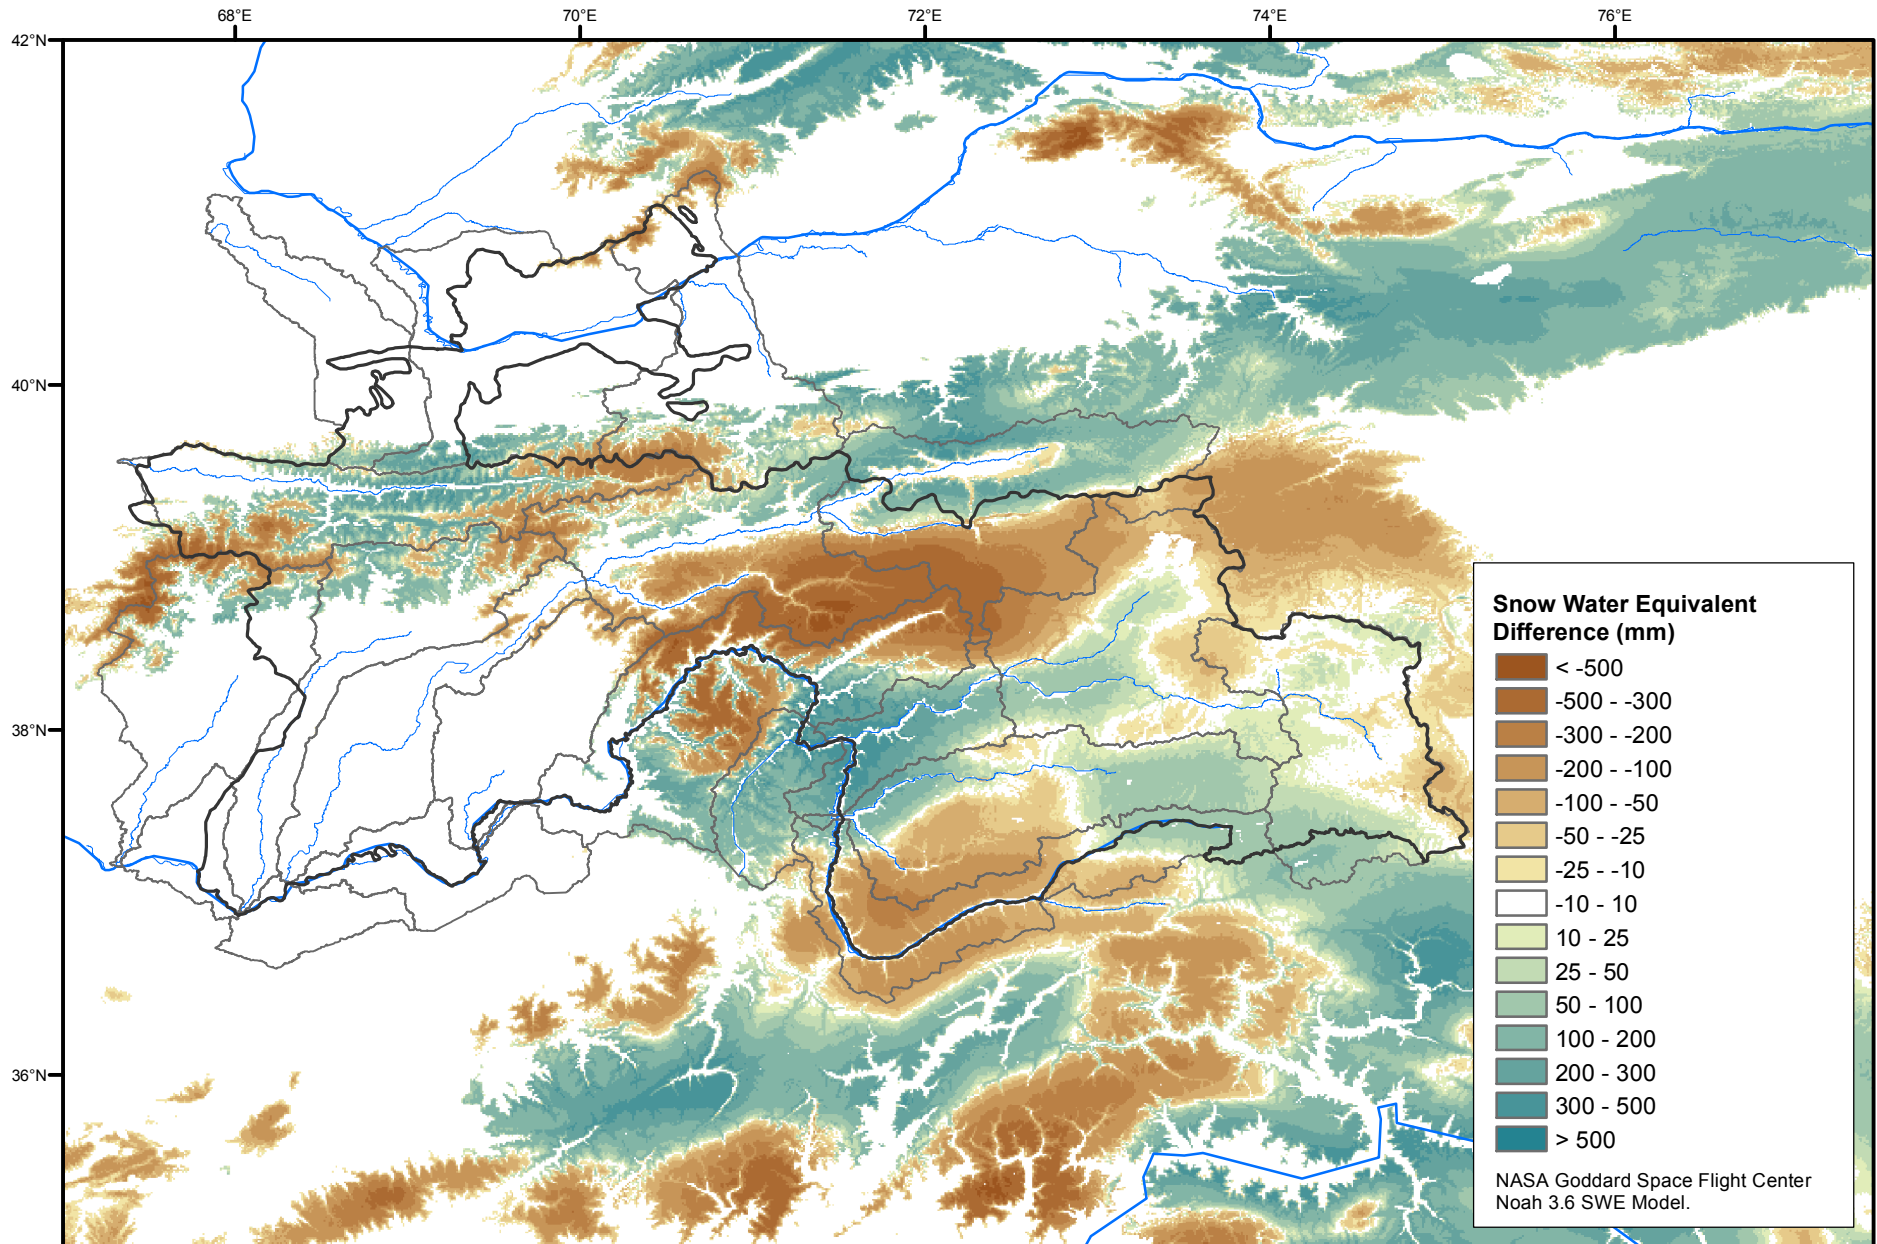 68°E 70°E 72°E 74°E 76°E
42°N
40°N
38°N
36°N
Snow Water Equivalent
Difference (mm)
< -500
-500 - -300
-300 - -200
-200 - -100
-100 - -50
-50 - -25
-25 - -10
-10 - 10
10 - 25
25 - 50
50 - 100
100 - 200
200 - 300
300 - 500
> 500
NASA Goddard Space Flight Center
Noah 3.6 SWE Model.